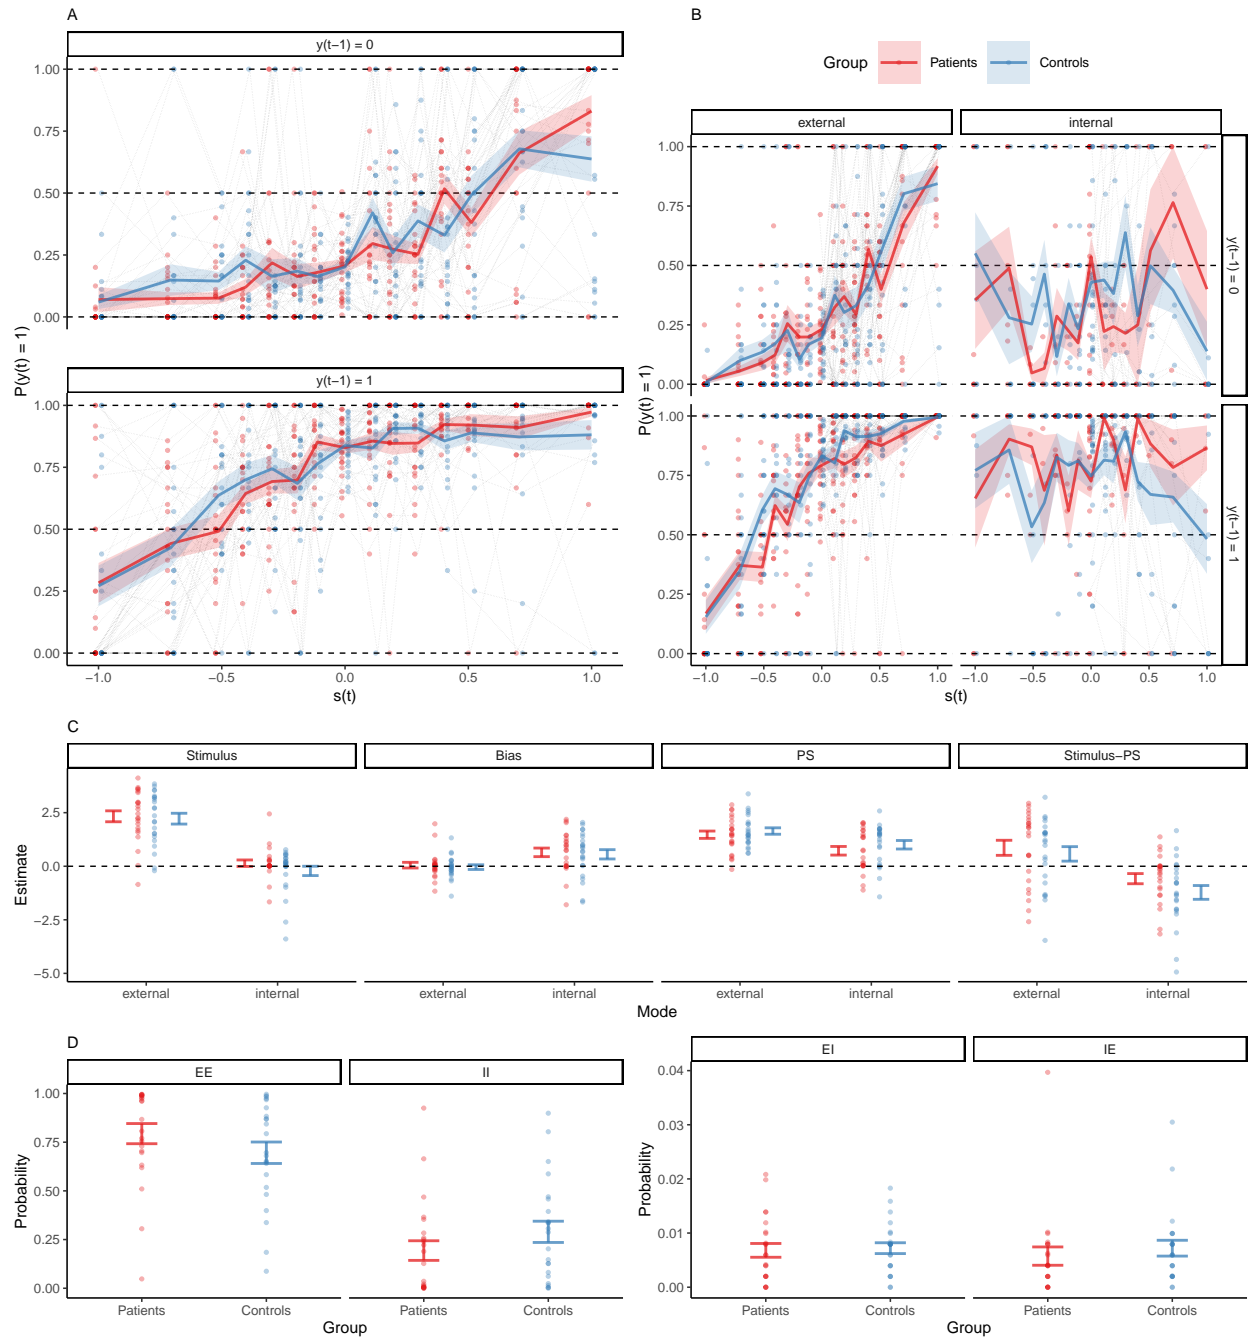 A
y(t−1) = 0
1.00
0.75
0.50
0.25
0.00
P(y(t) = 1)
y(t−1) = 1
1.00
0.75
0.50
0.25
0.00
−1.0 −0.5 0.0 0.5 1.0
s(t)
B
Group Patients Controls
external internal
1.00
0.75
0.50
0.25
0.00
y(t−1) = 0
P(y(t) = 1)
1.00
0.75
0.50
0.25
0.00
y(t−1) = 1
−1.0 −0.5 0.0 0.5 1.0 −1.0 −0.5 0.0 0.5 1.0
s(t)
C
Stimulus Bias PS Stimulus−PS
2.5
0.0
−2.5
−5.0
Estimate
external internal external internal external internal external internal
Mode
D
EE II
1.00
0.75
0.50
0.25
0.00
Probability
Patients Controls Patients Controls
Group
EI IE
0.04
0.03
0.02
0.01
0.00
Probability
Patients Controls Patients Controls
Group